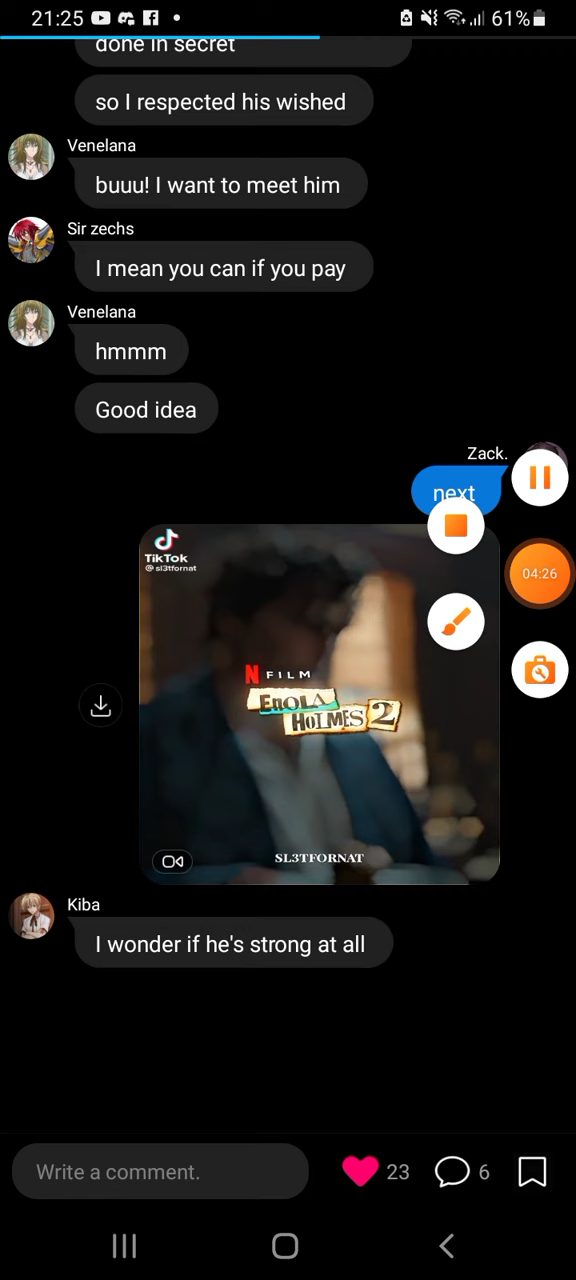 21:25
61%
done in secret
so I respected his wished
Venelana
buuu! I want to meet him
Sir zechs
I mean you can if you pay
Venelana
hmmm
Good idea
Zack.
next
04:26
TikTok
@ sl3tfornat
N FILM
ENOLA
HOLMES 2
SL3TFORNAT
Kiba
I wonder if he's strong at all
Write a comment.
23
6